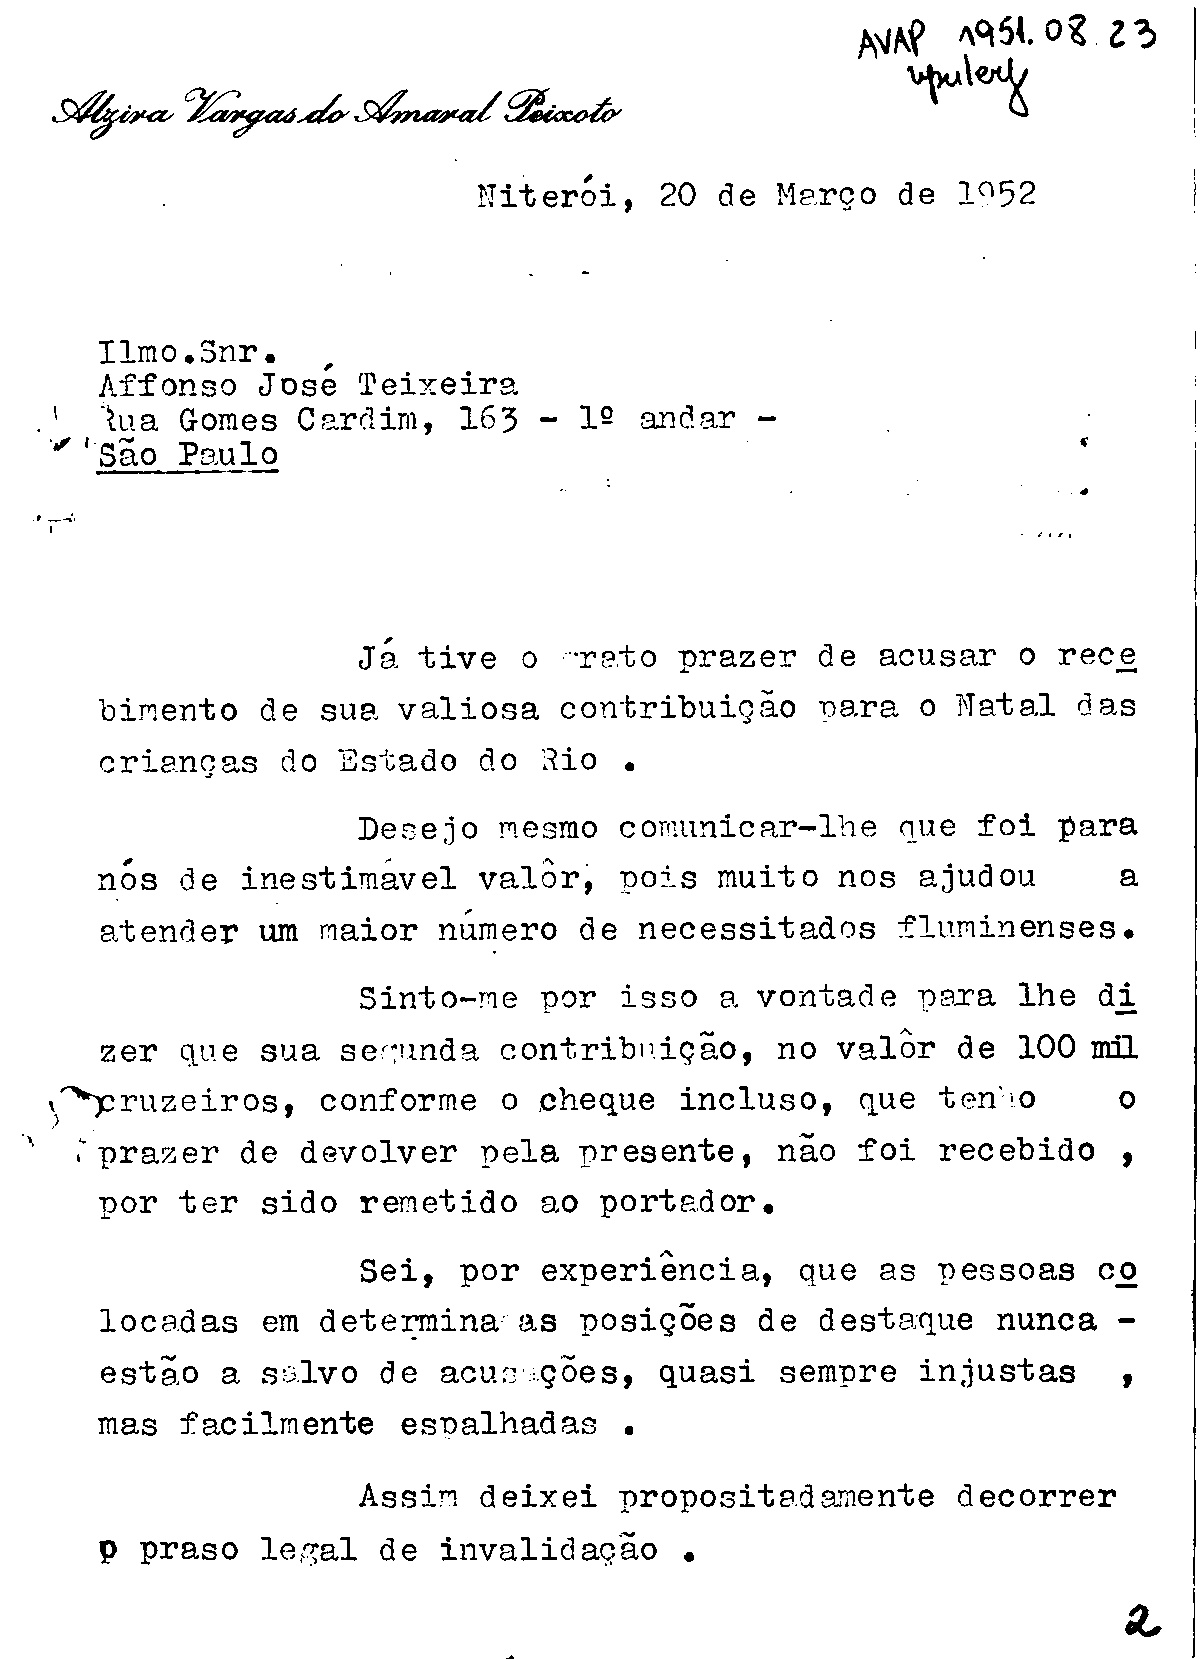 AVAP 1951.08.23
Alzira Vargas do Amaral Peixoto
Niterói, 20 de Março de 1952
Ilmo.Snr.
Affonso José Teixeira
Rua Gomes Cardim, 163 - 1º andar -
São Paulo
Já tive o grato prazer de acusar o rece
bimento de sua valiosa contribuição para o Natal das
crianças do Estado do Rio .
Desejo mesmo comunicar-lhe que foi para
nós de inestimável valôr, pois muito nos ajudou a
atender um maior número de necessitados fluminenses.
Sinto-me por isso a vontade para lhe di
zer que sua segunda contribuição, no valôr de 100 mil
cruzeiros, conforme o cheque incluso, que tenho o
prazer de devolver pela presente, não foi recebido ,
por ter sido remetido ao portador.
Sei, por experiência, que as pessoas co
locadas em determinadas posições de destaque nunca -
estão a salvo de acusações, quasi sempre injustas ,
mas facilmente espalhadas .
Assim deixei propositadamente decorrer
o praso legal de invalidação .
2